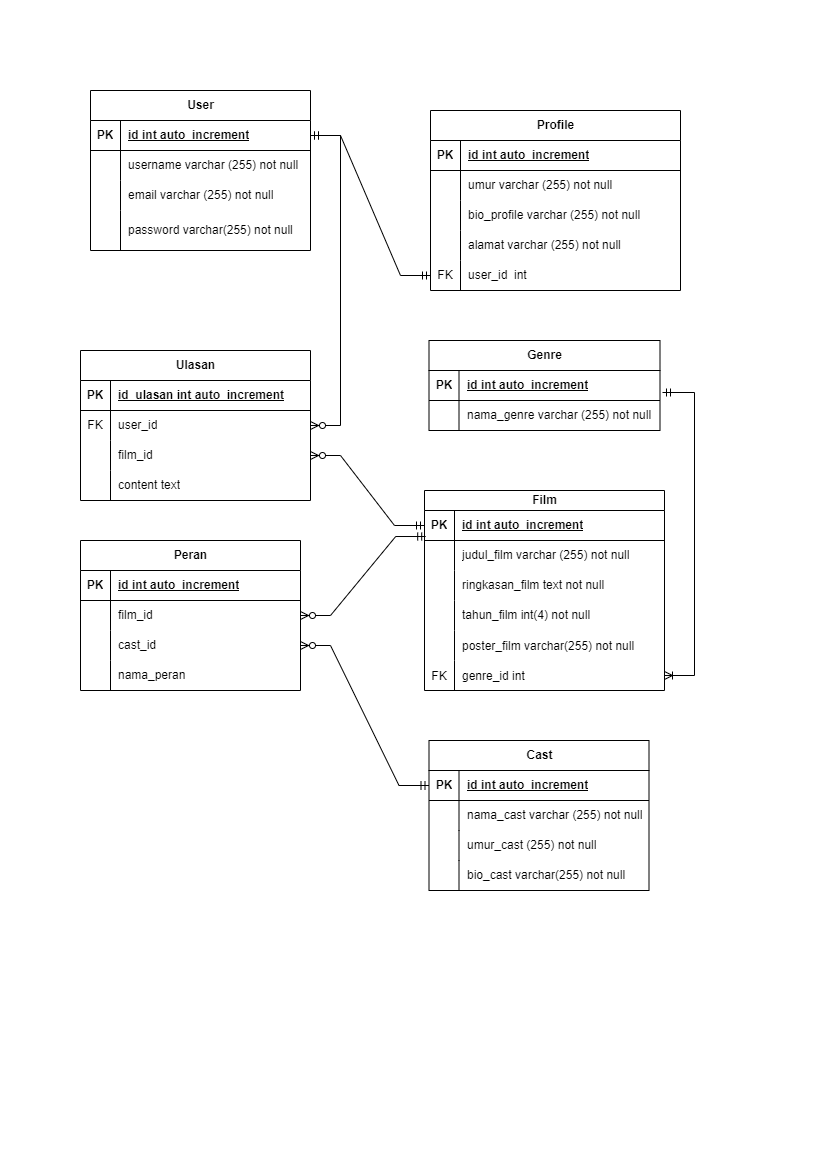 User
PK id int auto_increment
username varchar (255) not null
email varchar (255) not null
password varchar(255) not null
Profile
PK id int auto_increment
umur varchar (255) not null
bio_profile varchar (255) not null
alamat varchar (255) not null
FK user_id int
Ulasan
PK id_ulasan int auto_increment
FK user_id
film_id
content text
Genre
PK id int auto_increment
nama_genre varchar (255) not null
Peran
PK id int auto_increment
film_id
cast_id
nama_peran
Film
PK id int auto_increment
judul_film varchar (255) not null
ringkasan_film text not null
tahun_film int(4) not null
poster_film varchar(255) not null
FK genre_id int
Cast
PK id int auto_increment
nama_cast varchar (255) not null
umur_cast (255) not null
bio_cast varchar(255) not null